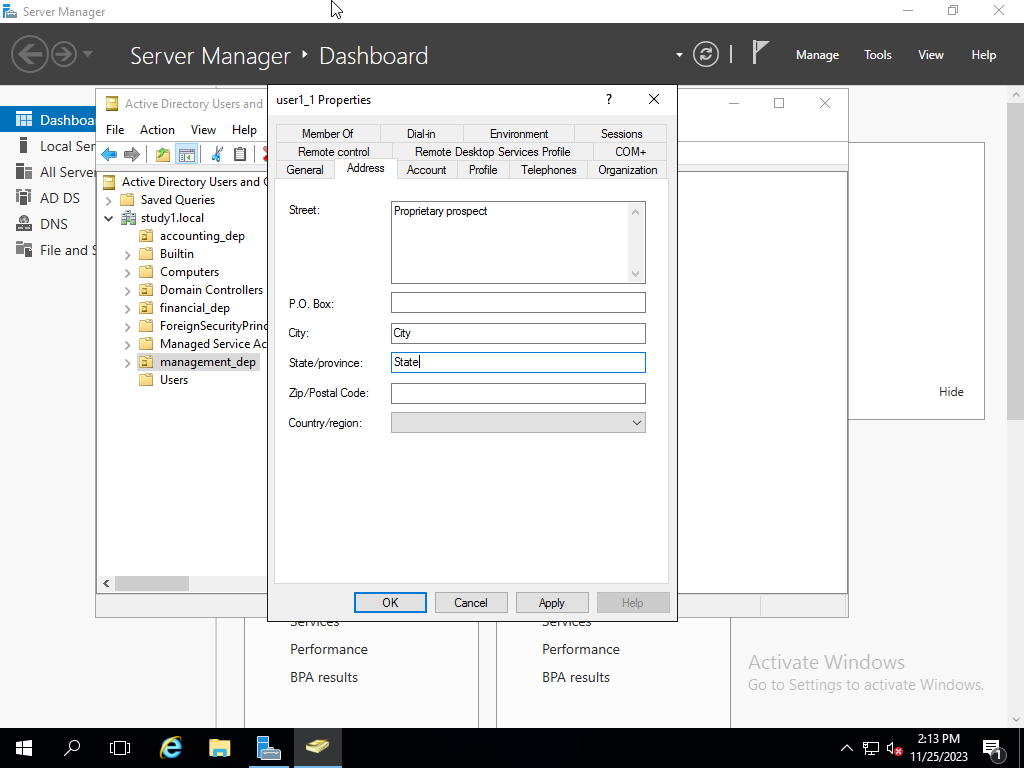 Server Manager
Server Manager
Dashboard
Manage
Tools
View
Help
Dashboa
Local Ser
All Server
AD DS
DNS
File and S
Active Directory Users and
File
Action
View
Help
Active Directory Users and C
Saved Queries
study1.local
accounting_dep
Builtin
Computers
Domain Controllers
financial_dep
ForeignSecurityPrinc
Managed Service Ac
management_dep
Users
user1_1 Properties
?
Member Of
Dial-in
Environment
Sessions
Remote control
Remote Desktop Services Profile
COM+
General
Address
Account
Profile
Telephones
Organization
Street:
Proprietary prospect
P.O. Box:
City:
City
State/province:
State
Zip/Postal Code:
Country/region:
OK
Cancel
Apply
Help
Hide
Services
Performance
BPA results
Services
Performance
BPA results
Activate Windows
Go to Settings to activate Windows.
2:13 PM
11/25/2023
1